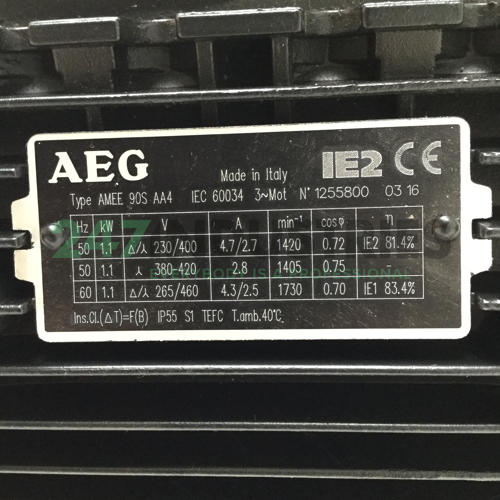 AEG Made in Italy IE2 CE
Type AMEE 90S AA4 IEC 60034 3~Mot N° 1255800 03 16
Hz kW V A min⁻¹ cosφ η
50 1.1 Δ/⅄ 230/400 4.7/2.7 1420 0.72 IE2 81.4%
50 1.1 ⅄ 380-420 2.8 1405 0.75 -
60 1.1 Δ/⅄ 265/460 4.3/2.5 1730 0.70 IE1 83.4%
Ins.Cl.(ΔT)=F(B) IP55 S1 TEFC T.amb.40°C